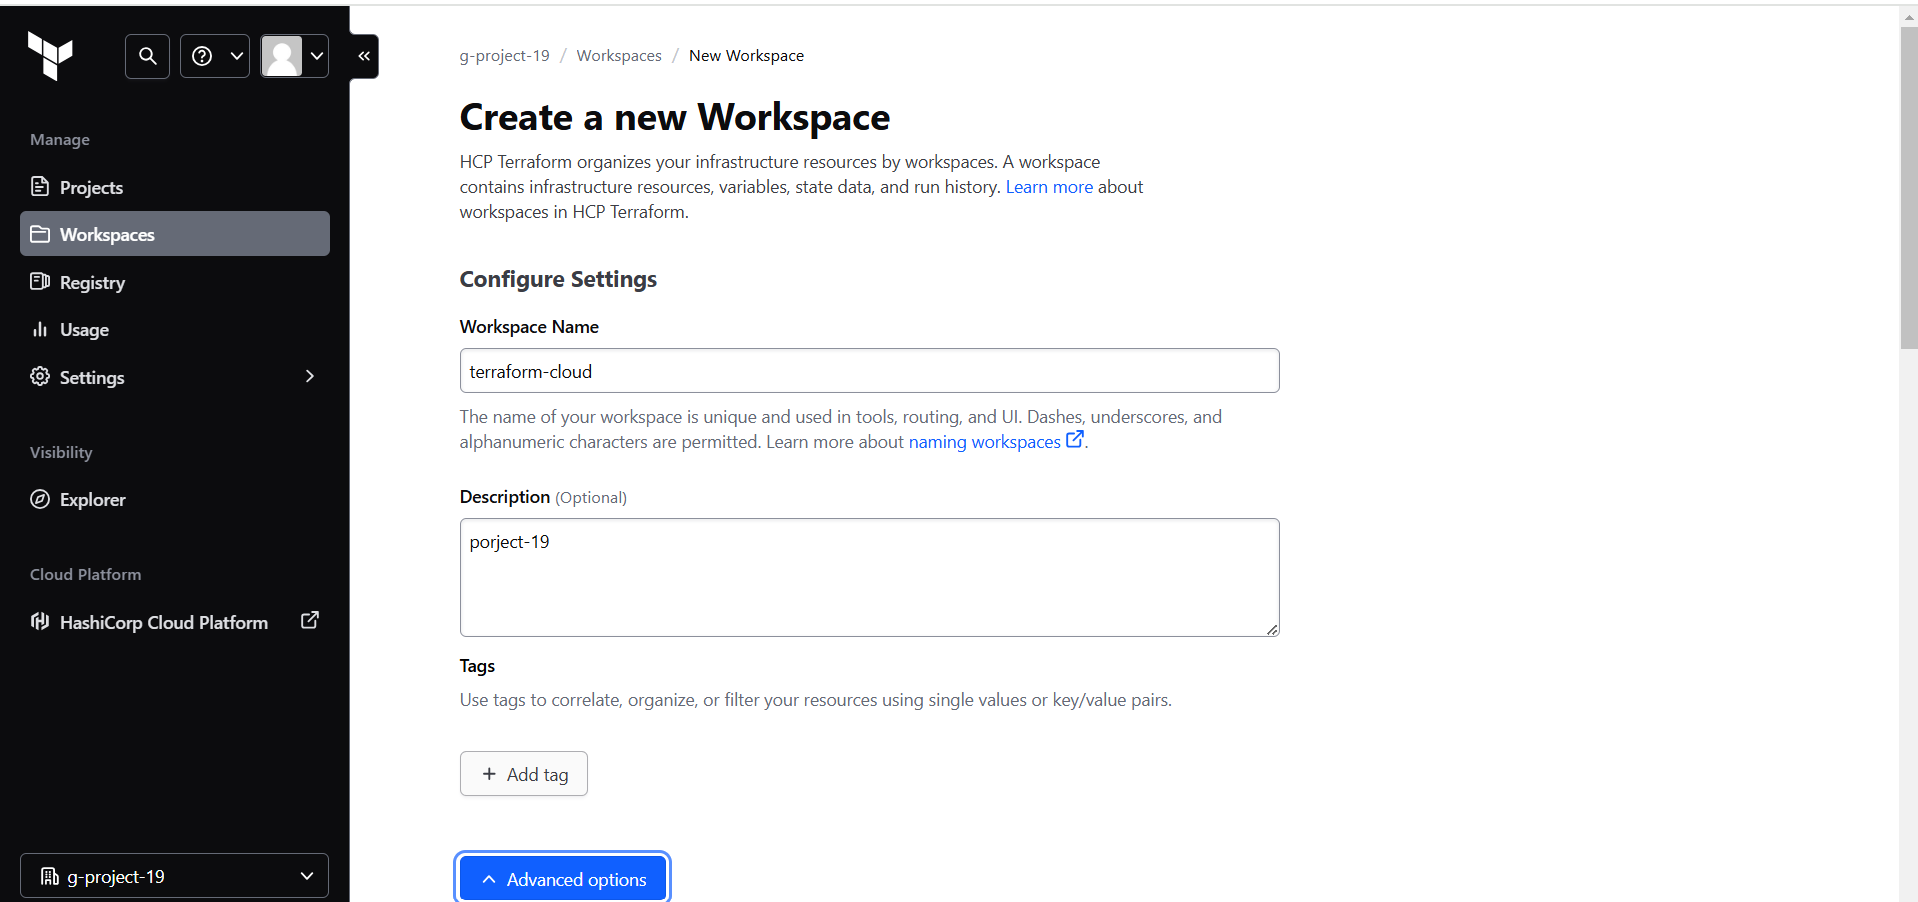 Manage
Projects
Workspaces
Registry
Usage
Settings
Visibility
Explorer
Cloud Platform
HashiCorp Cloud Platform
g-project-19
g-project-19 / Workspaces / New Workspace
Create a new Workspace
HCP Terraform organizes your infrastructure resources by workspaces. A workspace
contains infrastructure resources, variables, state data, and run history. Learn more about
workspaces in HCP Terraform.
Configure Settings
Workspace Name
terraform-cloud
The name of your workspace is unique and used in tools, routing, and UI. Dashes, underscores, and
alphanumeric characters are permitted. Learn more about naming workspaces.
Description (Optional)
porject-19
Tags
Use tags to correlate, organize, or filter your resources using single values or key/value pairs.
+ Add tag
Advanced options